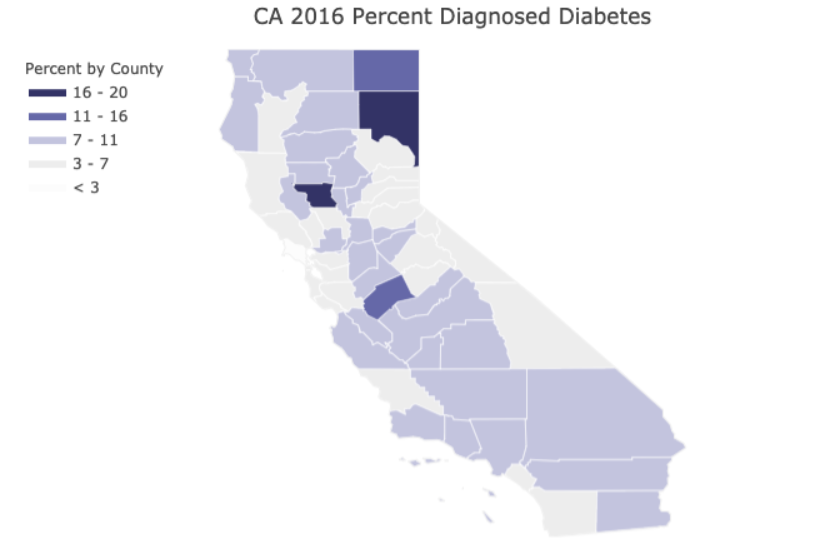 CA 2016 Percent Diagnosed Diabetes
Percent by County
16 - 20
11 - 16
7 - 11
3 - 7
< 3